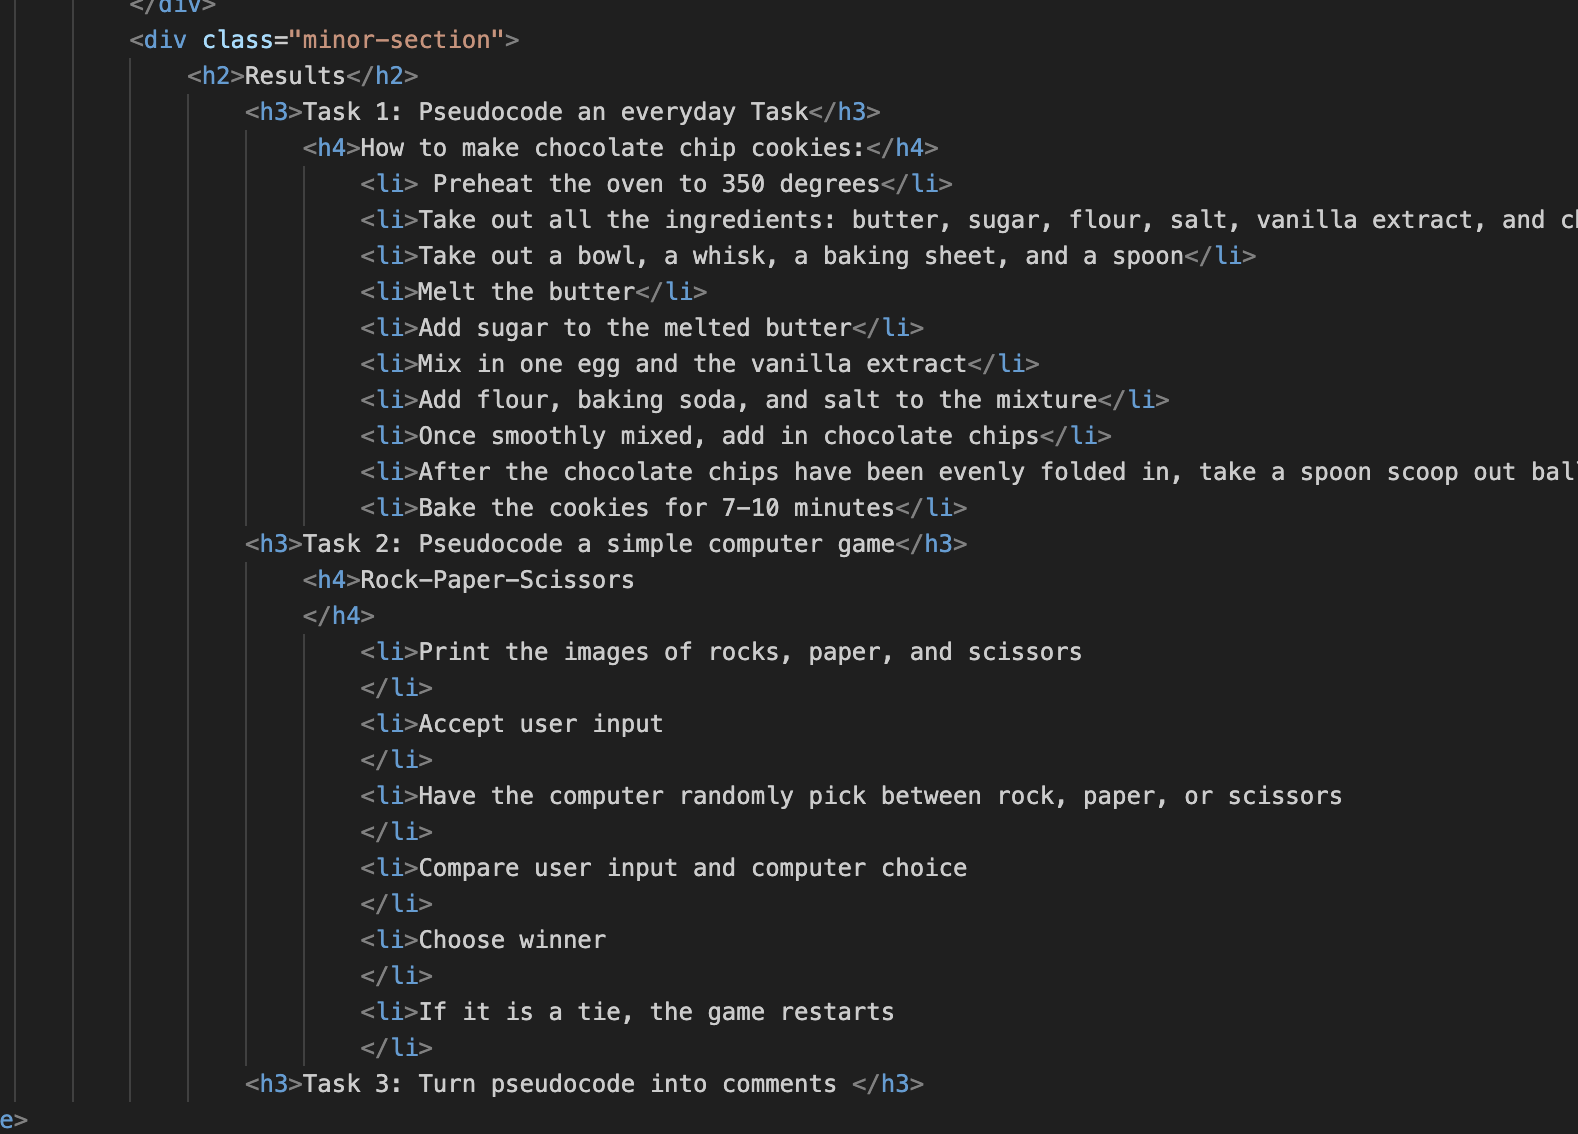 </div>
<div class="minor-section">
<h2>Results</h2>
<h3>Task 1: Pseudocode an everyday Task</h3>
<h4>How to make chocolate chip cookies:</h4>
<li> Preheat the oven to 350 degrees</li>
<li>Take out all the ingredients: butter, sugar, flour, salt, vanilla extract, and
<li>Take out a bowl, a whisk, a baking sheet, and a spoon</li>
<li>Melt the butter</li>
<li>Add sugar to the melted butter</li>
<li>Mix in one egg and the vanilla extract</li>
<li>Add flour, baking soda, and salt to the mixture</li>
<li>Once smoothly mixed, add in chocolate chips</li>
<li>After the chocolate chips have been evenly folded in, take a spoon scoop out
<li>Bake the cookies for 7-10 minutes</li>
<h3>Task 2: Pseudocode a simple computer game</h3>
<h4>Rock-Paper-Scissors
</h4>
<li>Print the images of rocks, paper, and scissors
</li>
<li>Accept user input
</li>
<li>Have the computer randomly pick between rock, paper, or scissors
</li>
<li>Compare user input and computer choice
</li>
<li>Choose winner
</li>
<li>If it is a tie, the game restarts
</li>
<h3>Task 3: Turn pseudocode into comments </h3>
e>